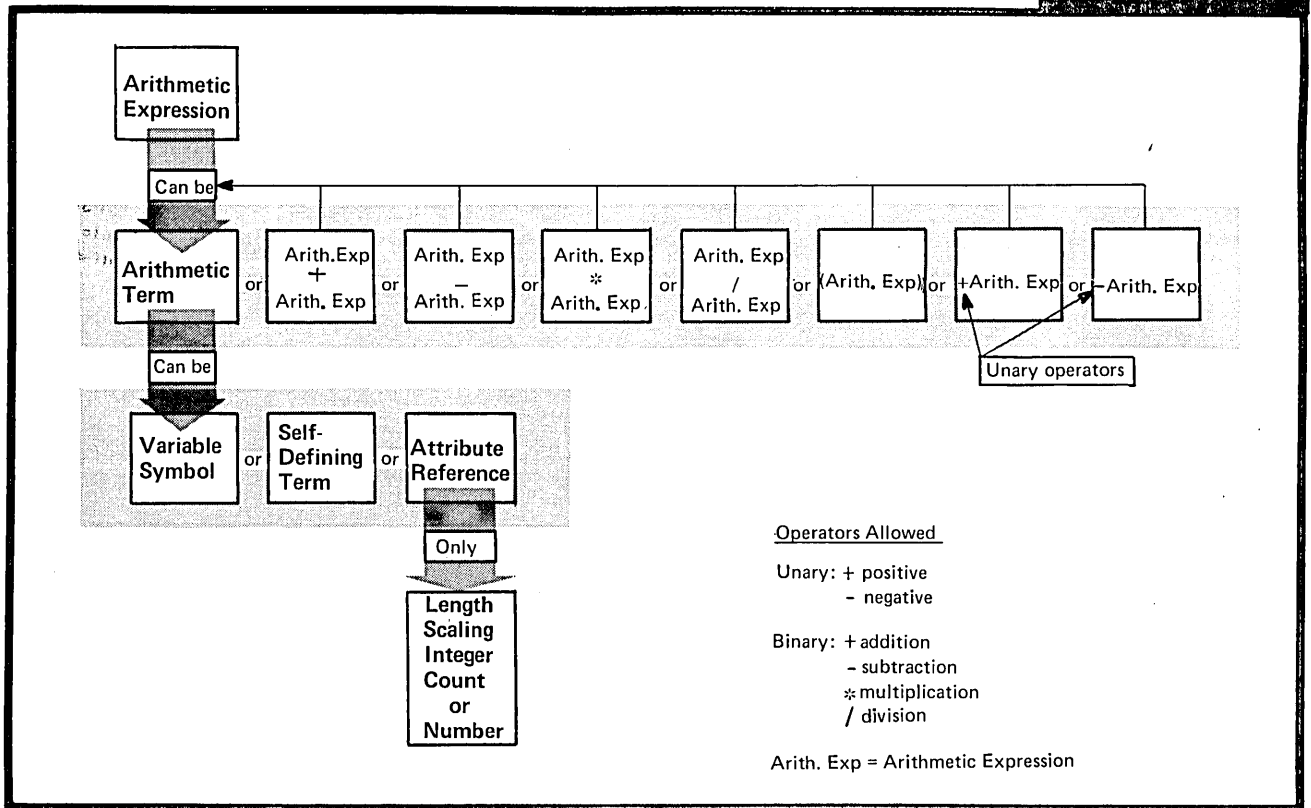 Arithmetic
Expression
Can be
Arithmetic
Term
or
Arith.Exp
+
Arith. Exp
or
Arith. Exp
−
Arith. Exp
or
Arith. Exp
*
Arith. Exp
or
Arith. Exp
/
Arith. Exp
or
(Arith. Exp)
or
+Arith. Exp
or
−Arith. Exp
Unary operators
Can be
Variable
Symbol
or
Self-
Defining
Term
or
Attribute
Reference
Only
Length
Scaling
Integer
Count
or
Number
Operators Allowed
Unary: + positive
− negative
Binary: + addition
− subtraction
* multiplication
/ division
Arith. Exp = Arithmetic Expression